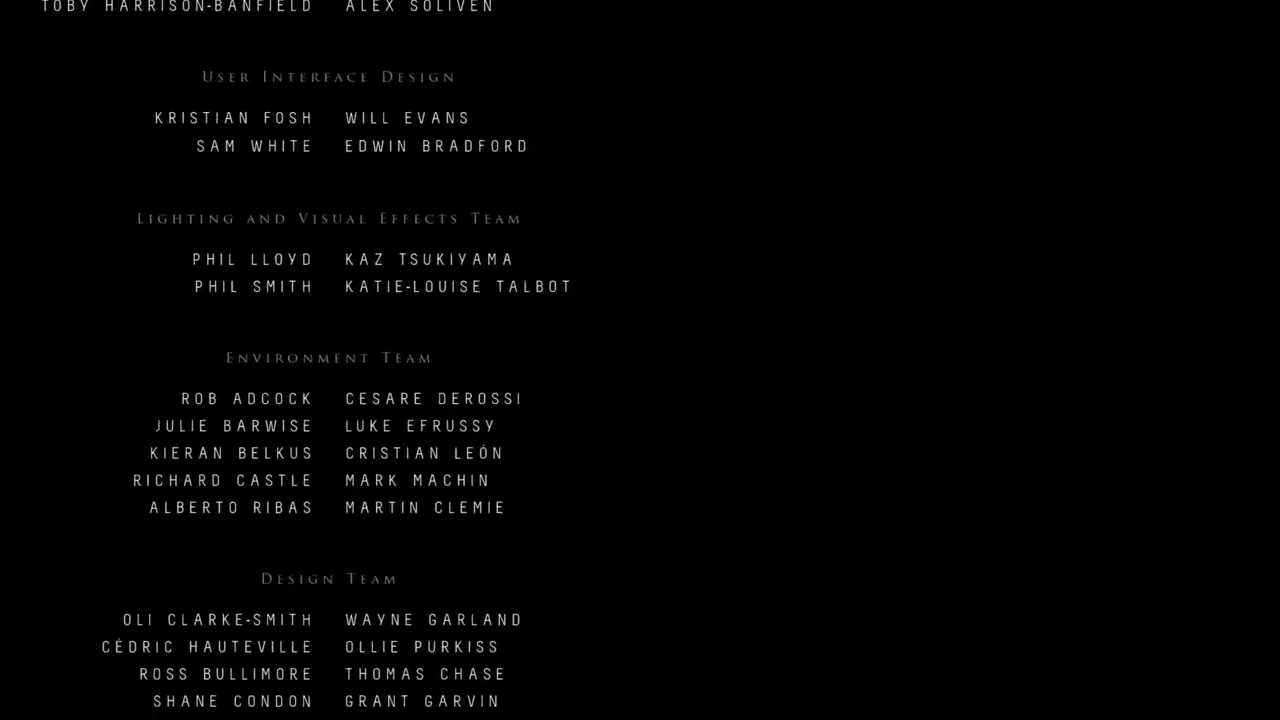 TOBY HARRISON-BANFIELD ALEX SOLIVEN
USER INTERFACE DESIGN
KRISTIAN FOSH WILL EVANS
SAM WHITE EDWIN BRADFORD
LIGHTING AND VISUAL EFFECTS TEAM
PHIL LLOYD KAZ TSUKIYAMA
PHIL SMITH KATIE-LOUISE TALBOT
ENVIRONMENT TEAM
ROB ADCOCK CESARE DEROSSI
JULIE BARWISE LUKE EFRUSSY
KIERAN BELKUS CRISTIAN LEÓN
RICHARD CASTLE MARK MACHIN
ALBERTO RIBAS MARTIN CLEMIE
DESIGN TEAM
OLI CLARKE-SMITH WAYNE GARLAND
CÉDRIC HAUTEVILLE OLLIE PURKISS
ROSS BULLIMORE THOMAS CHASE
SHANE CONDON GRANT GARVIN